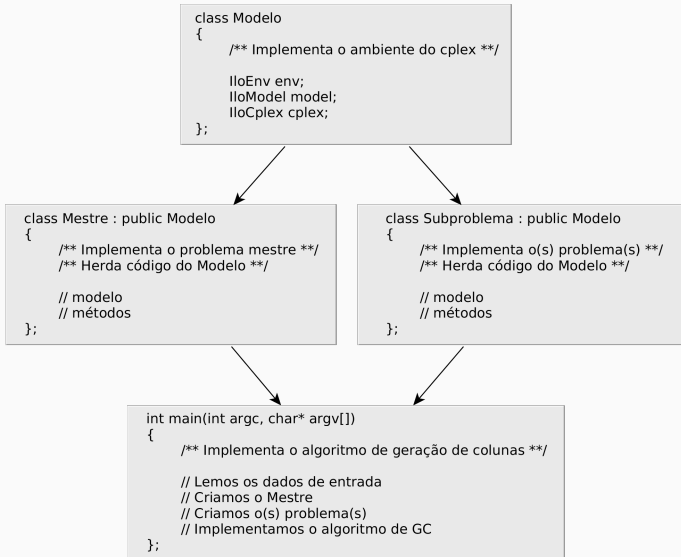 class Modelo
{
/** Implementa o ambiente do cplex **/
IloEnv env;
IloModel model;
IloCplex cplex;
};
class Mestre : public Modelo
{
/** Implementa o problema mestre **/
/** Herda código do Modelo **/
// modelo
// métodos
};
class Subproblema : public Modelo
{
/** Implementa o(s) problema(s) **/
/** Herda código do Modelo **/
// modelo
// métodos
};
int main(int argc, char* argv[])
{
/** Implementa o algoritmo de geração de colunas **/
// Lemos os dados de entrada
// Criamos o Mestre
// Criamos o(s) problema(s)
// Implementamos o algoritmo de GC
};